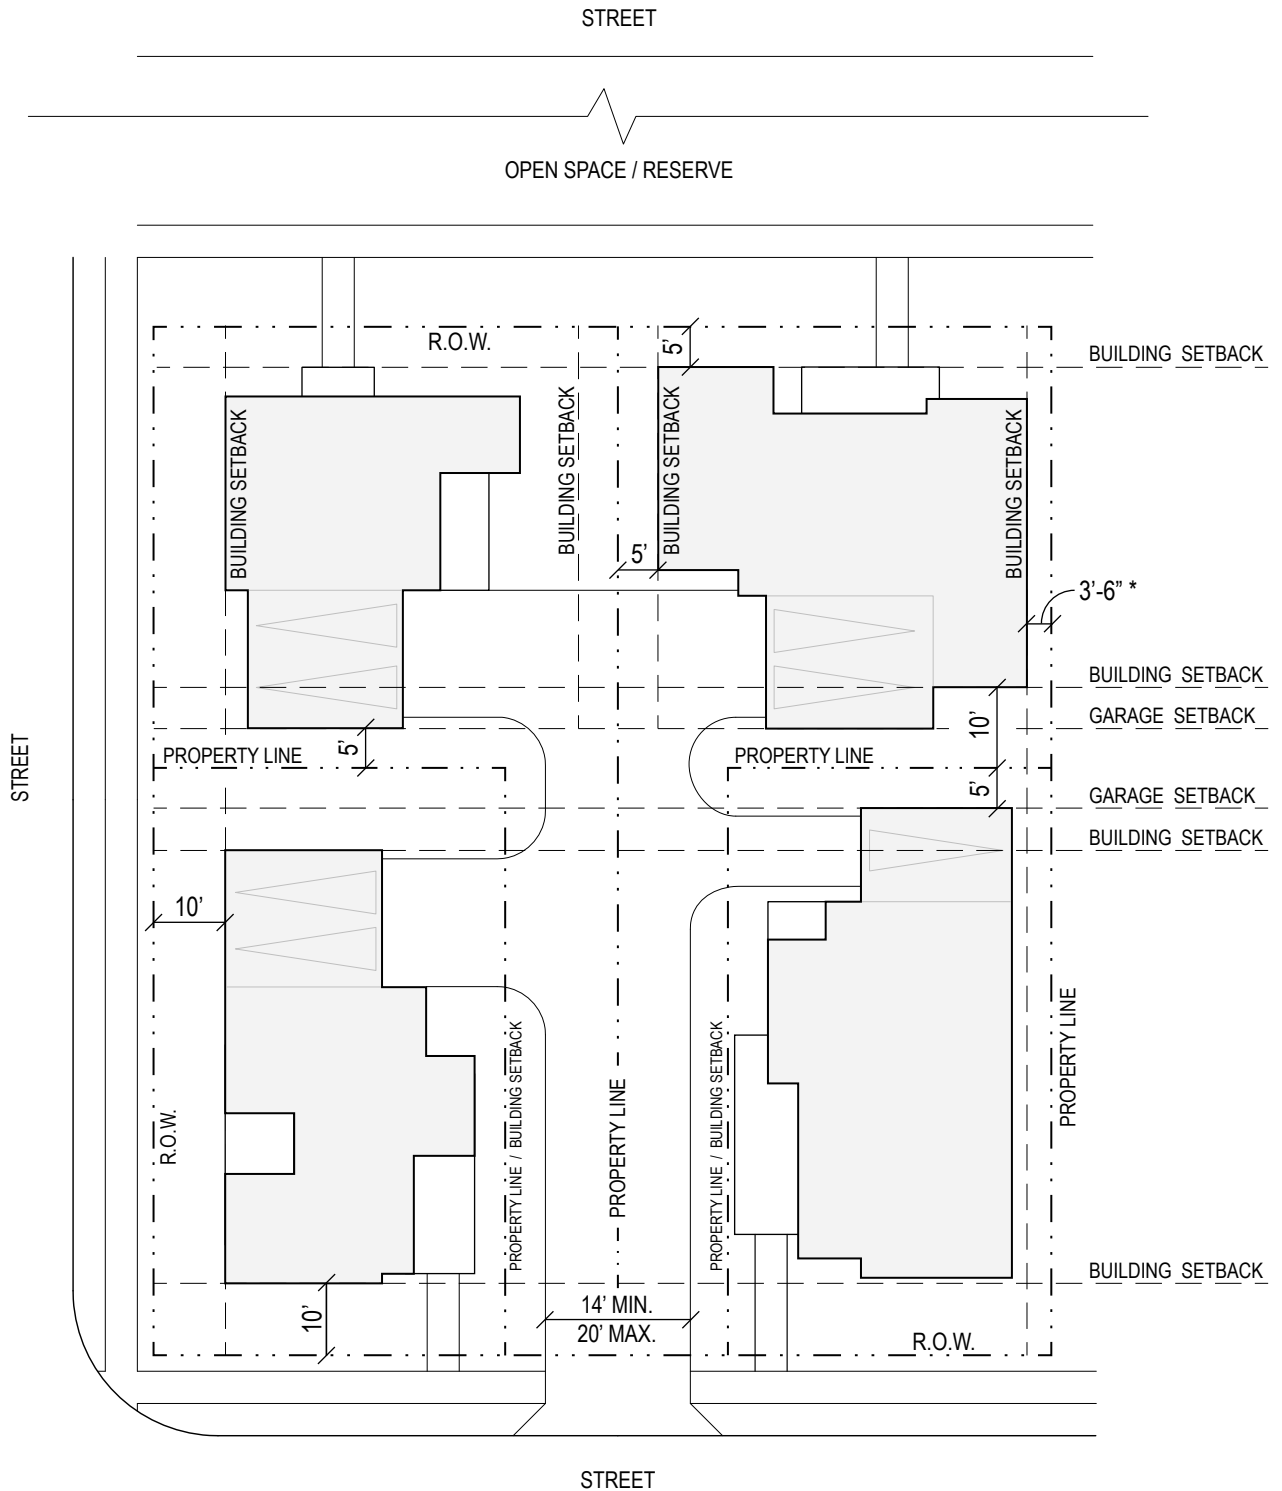 STREET
OPEN SPACE / RESERVE
R.O.W.
5'
BUILDING SETBACK
BUILDING SETBACK
BUILDING SETBACK
BUILDING SETBACK
BUILDING SETBACK
5'
3'-6" *
BUILDING SETBACK
10'
GARAGE SETBACK
STREET
PROPERTY LINE
5'
PROPERTY LINE
5'
GARAGE SETBACK
BUILDING SETBACK
10'
R.O.W.
PROPERTY LINE / BUILDING SETBACK
PROPERTY LINE
PROPERTY LINE / BUILDING SETBACK
PROPERTY LINE
BUILDING SETBACK
10'
14' MIN.
20' MAX.
R.O.W.
STREET